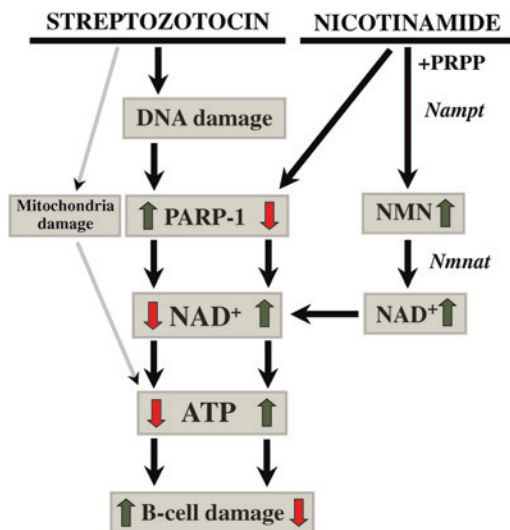 STREPTOZOTOCIN NICOTINAMIDE
+PRPP
Nampt
DNA damage
Mitochondria
damage
PARP-1
NMN
Nmnat
NAD+
NAD+
ATP
B-cell damage